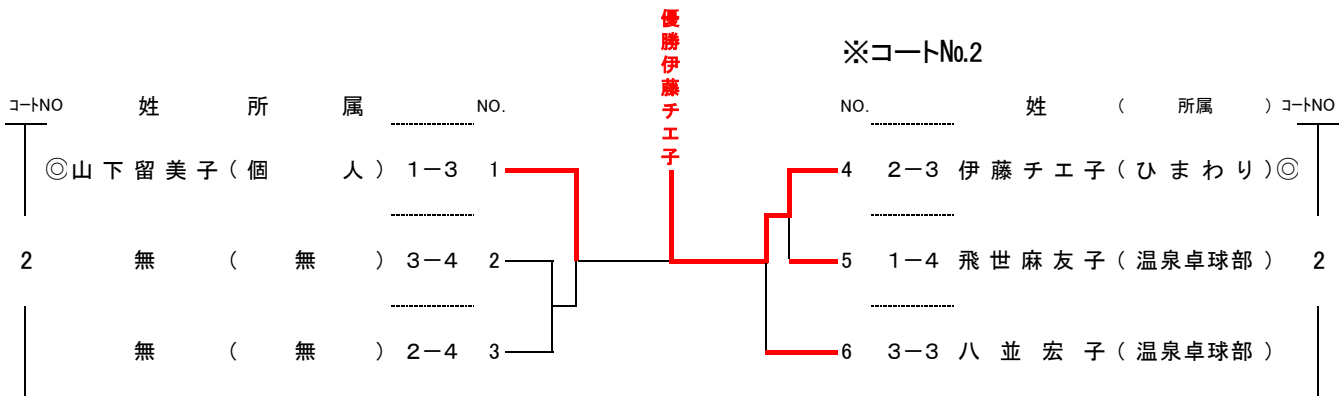 優勝伊藤チエ子
※コートNo.2
コートNO 姓 所 属 NO.
NO. 姓 ( 所属 ) コートNO
◎山下留美子(個 人) 1-3 1
4 2-3 伊藤チエ子(ひまわり)◎
2 無 ( 無 ) 3-4 2
5 1-4 飛世麻友子(温泉卓球部) 2
無 ( 無 ) 2-4 3
6 3-3 八並宏子(温泉卓球部)